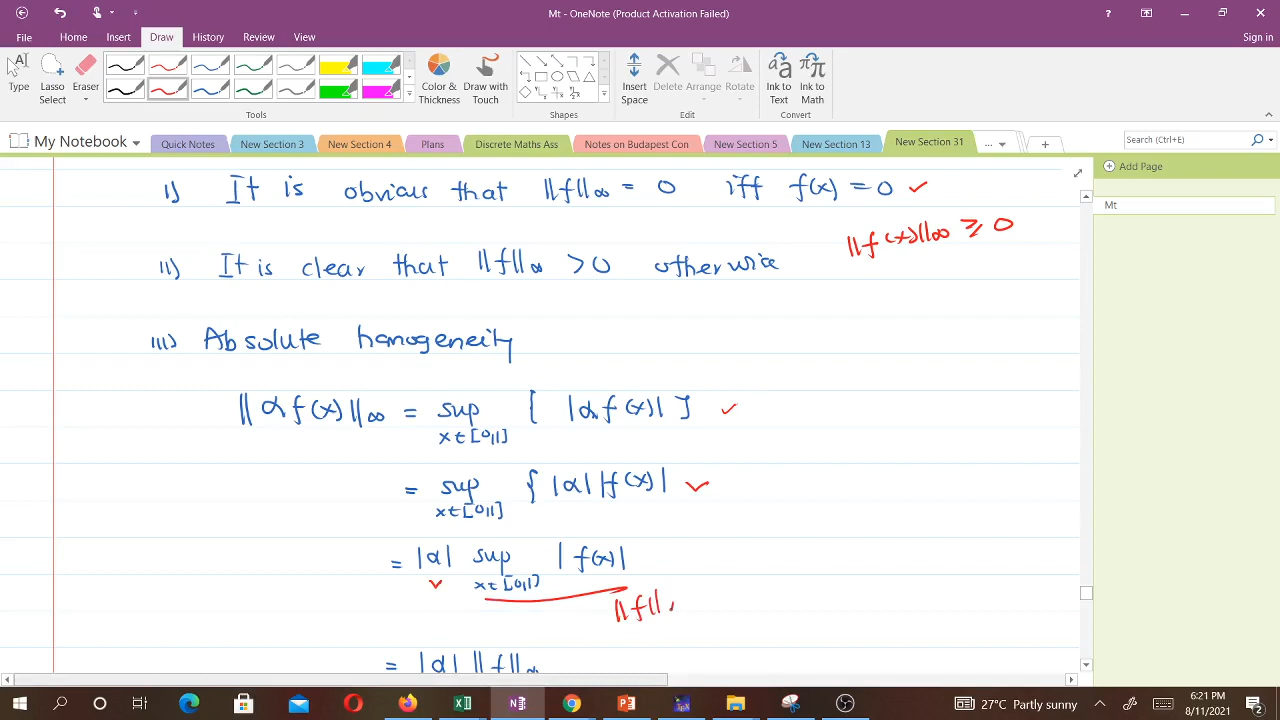 Mt - OneNote (Product Activation Failed)
? Sign in
File Home Insert Draw History Review View
Type Lasso Select Eraser
Color & Thickness Draw with Touch
Insert Space Delete Arrange Rotate
Ink to Text Ink to Math
Tools Shapes Edit Convert
My Notebook Quick Notes New Section 3 New Section 4 Plans Discrete Maths Ass Notes on Budapest Con New Section 5 New Section 13 New Section 31 ... +
Search (Ctrl+E)
Add Page
Mt
i) It is obvious that ||f||∞ = 0 iff f(x) = 0 ✓
||f(x)||∞ ≥ 0
ii) It is clear that ||f||∞ > 0 otherwise
iii) Absolute homogeneity
|| α f(x) ||∞ = sup { |α f(x)| } ✓
x∈[0,1]
= sup { |α| |f(x)| ✓
x∈[0,1]
= |α| sup | f(x)|
x∈[0,1]
||f||
= |α| ||f||∞
27°C Partly sunny
6:21 PM
8/11/2021